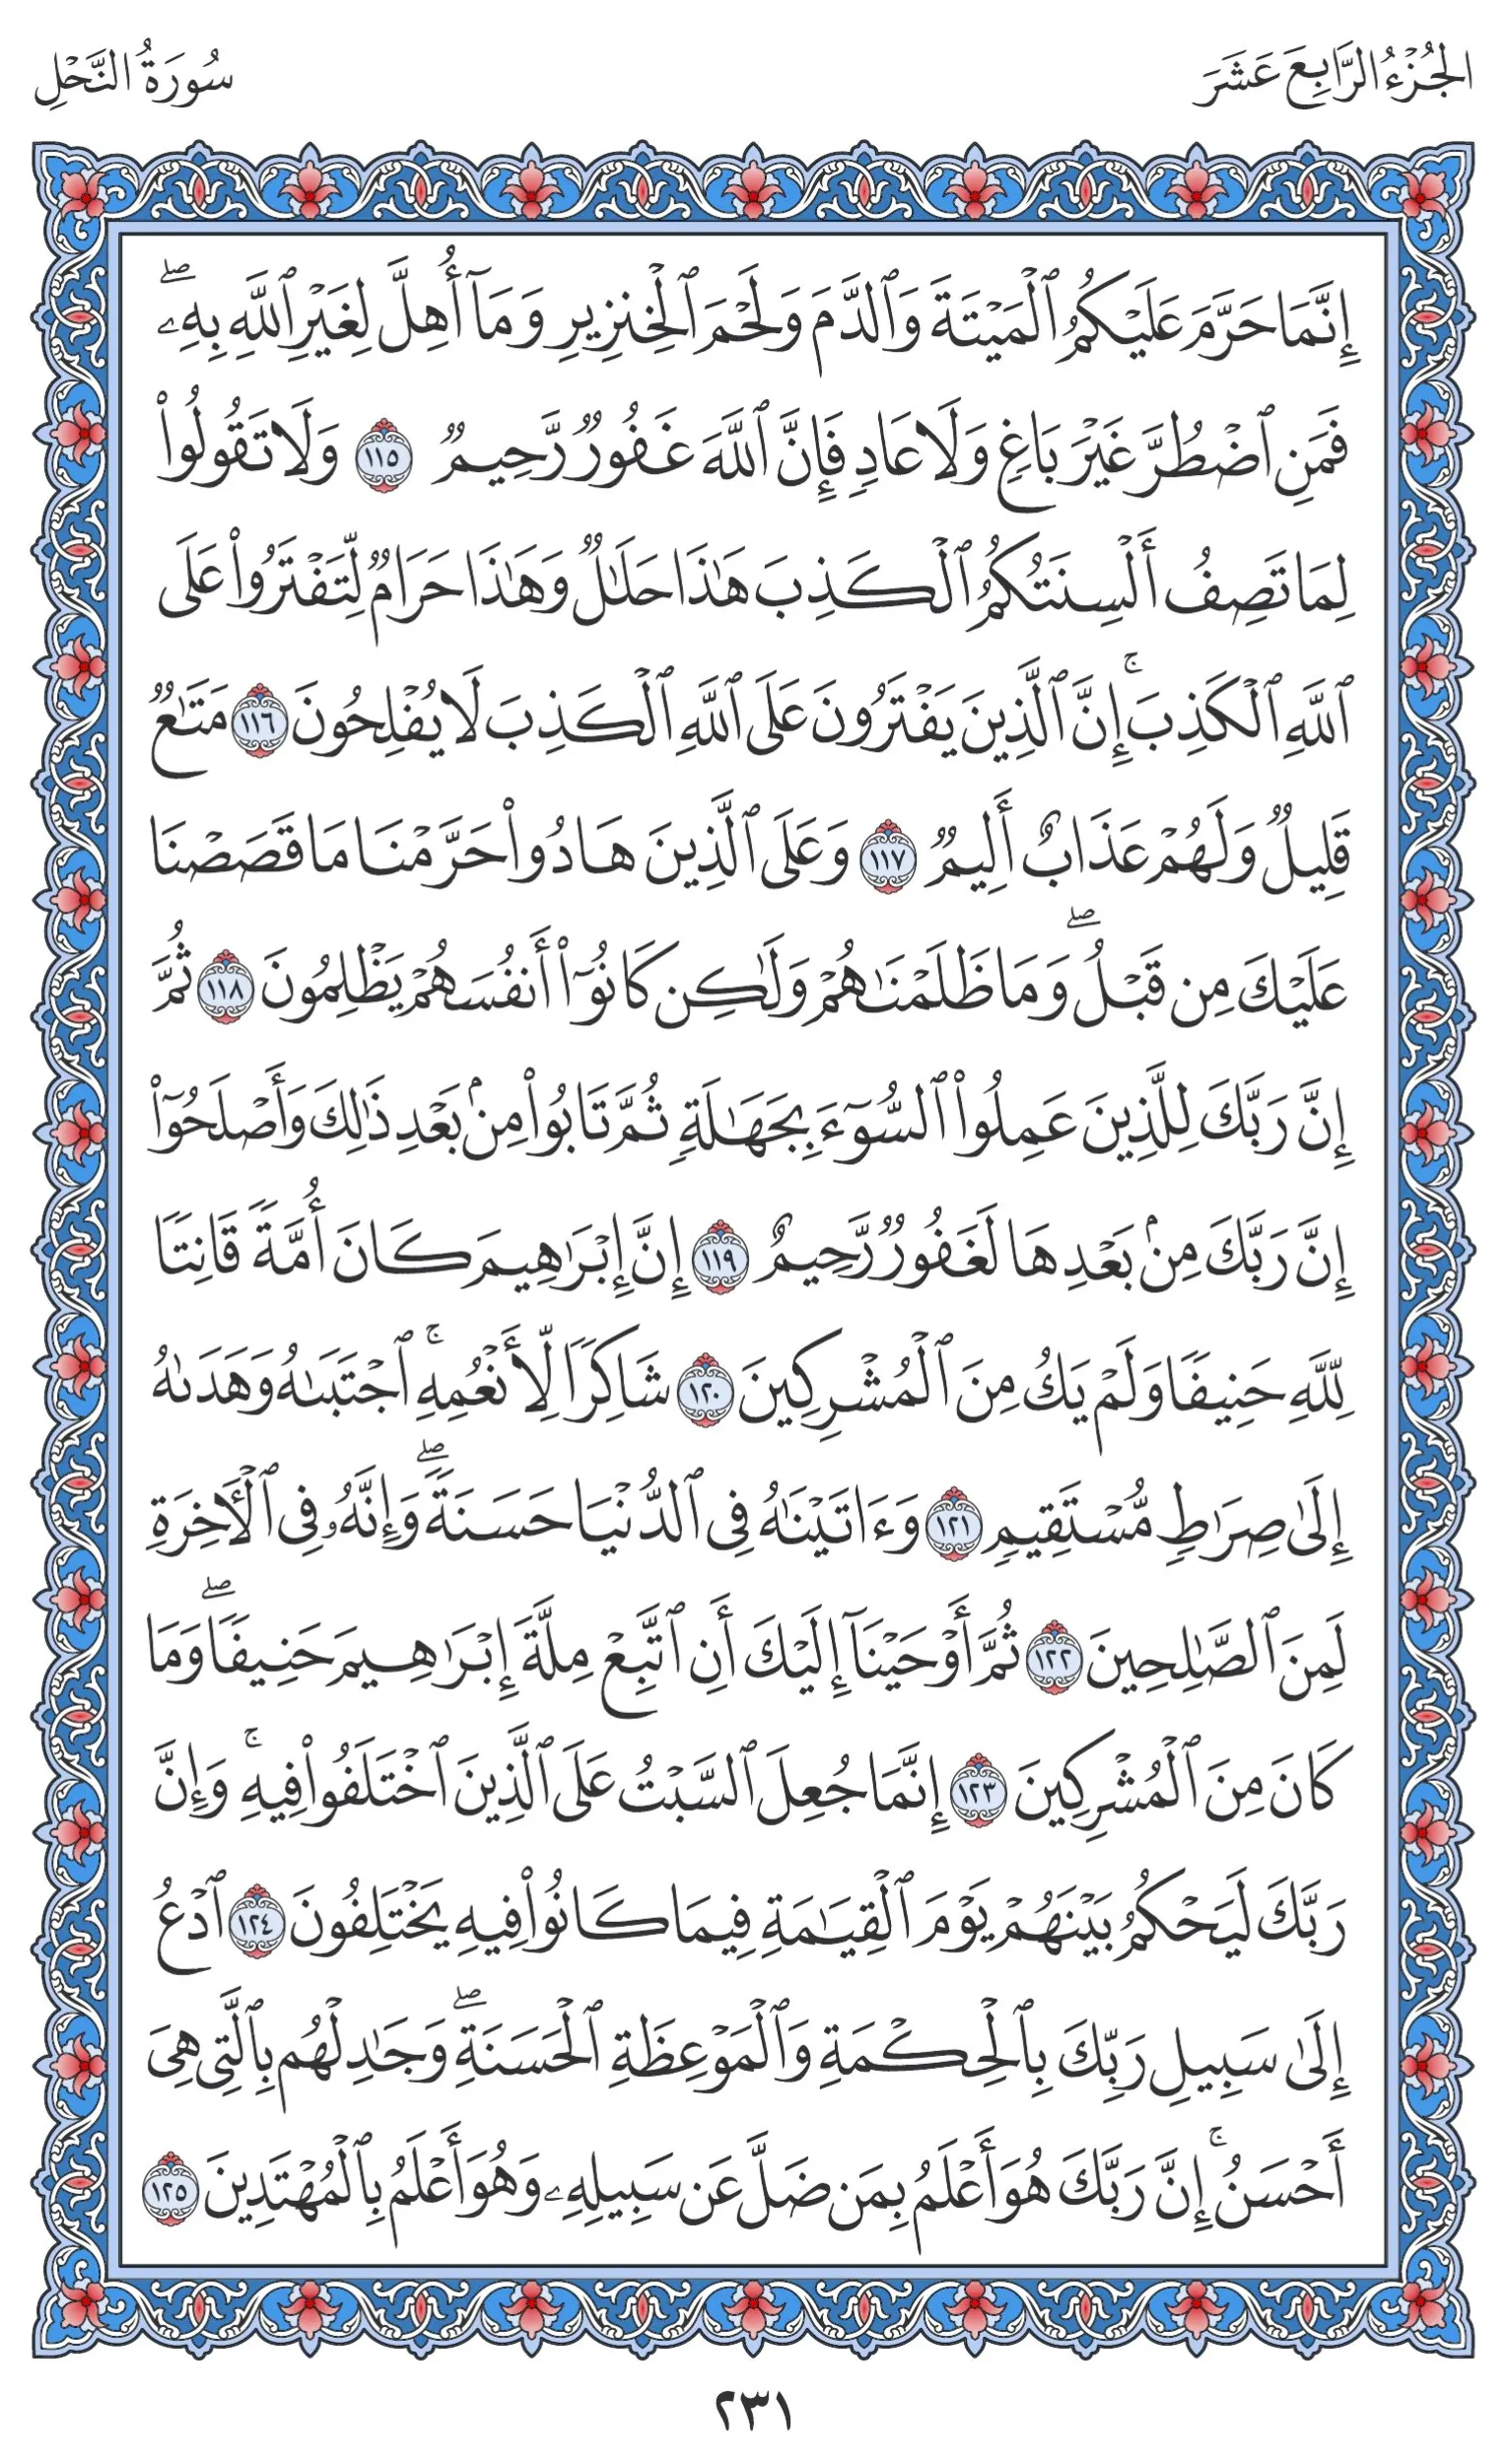 الجُزْءُ الرَّابِعَ عَشَرَ
سُورَةُ النَّحْلِ
إِنَّمَا حَرَّمَ عَلَيْكُمُ ٱلْمَيْتَةَ وَٱلدَّمَ وَلَحْمَ ٱلْخِنزِيرِ وَمَآ أُهِلَّ لِغَيْرِ ٱللَّهِ بِهِۦۖ
فَمَنِ ٱضْطُرَّ غَيْرَ بَاغٖ وَلَا عَادٖ فَإِنَّ ٱللَّهَ غَفُورٞ رَّحِيمٞ ١١٥ وَلَا تَقُولُوا۟
لِمَا تَصِفُ أَلْسِنَتُكُمُ ٱلْكَذِبَ هَٰذَا حَلَٰلٞ وَهَٰذَا حَرَامٞ لِّتَفْتَرُوا۟ عَلَى
ٱللَّهِ ٱلْكَذِبَۚ إِنَّ ٱلَّذِينَ يَفْتَرُونَ عَلَى ٱللَّهِ ٱلْكَذِبَ لَا يُفْلِحُونَ ١١٦ مَتَٰعٞ
قَلِيلٞ وَلَهُمْ عَذَابٌ أَلِيمٞ ١١٧ وَعَلَى ٱلَّذِينَ هَادُوا۟ حَرَّمْنَا مَا قَصَصْنَا
عَلَيْكَ مِن قَبْلُۖ وَمَا ظَلَمْنَٰهُمْ وَلَٰكِن كَانُوٓا۟ أَنفُسَهُمْ يَظْلِمُونَ ١١٨ ثُمَّ
إِنَّ رَبَّكَ لِلَّذِينَ عَمِلُوا۟ ٱلسُّوٓءَ بِجَهَٰلَةٖ ثُمَّ تَابُوا۟ مِنۢ بَعْدِ ذَٰلِكَ وَأَصْلَحُوٓا۟
إِنَّ رَبَّكَ مِنۢ بَعْدِهَا لَغَفُورٞ رَّحِيمٌ ١١٩ إِنَّ إِبْرَٰهِيمَ كَانَ أُمَّةٗ قَانِتٗا
لِّلَّهِ حَنِيفٗا وَلَمْ يَكُ مِنَ ٱلْمُشْرِكِينَ ١٢٠ شَاكِرٗا لِّأَنْعُمِهِۚ ٱجْتَبَىٰهُ وَهَدَىٰهُ
إِلَىٰ صِرَٰطٖ مُّسْتَقِيمٖ ١٢١ وَءَاتَيْنَٰهُ فِي ٱلدُّنْيَا حَسَنَةٗۖ وَإِنَّهُۥ فِي ٱلْأٓخِرَةِ
لَمِنَ ٱلصَّٰلِحِينَ ١٢٢ ثُمَّ أَوْحَيْنَآ إِلَيْكَ أَنِ ٱتَّبِعْ مِلَّةَ إِبْرَٰهِيمَ حَنِيفٗاۖ وَمَا
كَانَ مِنَ ٱلْمُشْرِكِينَ ١٢٣ إِنَّمَا جُعِلَ ٱلسَّبْتُ عَلَى ٱلَّذِينَ ٱخْتَلَفُوا۟ فِيهِۚ وَإِنَّ
رَبَّكَ لَيَحْكُمُ بَيْنَهُمْ يَوْمَ ٱلْقِيَٰمَةِ فِيمَا كَانُوا۟ فِيهِ يَخْتَلِفُونَ ١٢٤ ٱدْعُ
إِلَىٰ سَبِيلِ رَبِّكَ بِٱلْحِكْمَةِ وَٱلْمَوْعِظَةِ ٱلْحَسَنَةِۖ وَجَٰدِلْهُم بِٱلَّتِي هِيَ
أَحْسَنُۚ إِنَّ رَبَّكَ هُوَ أَعْلَمُ بِمَن ضَلَّ عَن سَبِيلِهِۦ وَهُوَ أَعْلَمُ بِٱلْمُهْتَدِينَ ١٢٥
٢٣١